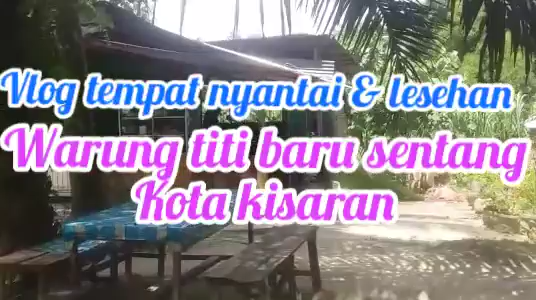 Vlog tempat nyantai & lesehan
Warung titi baru sentang
Kota kisaran